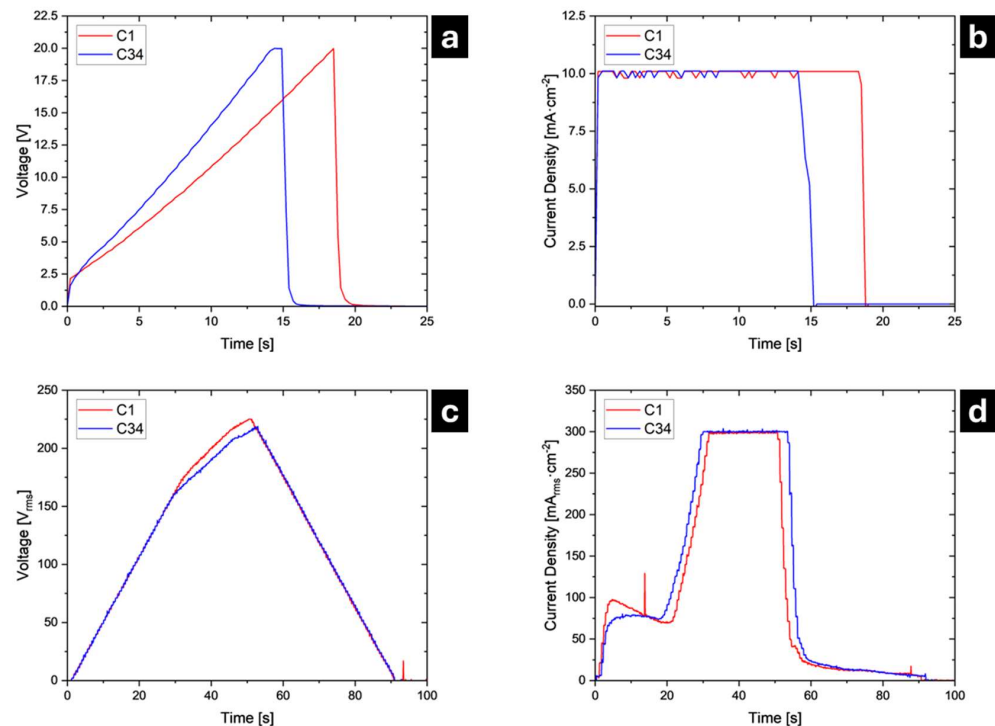 C1
C34
a
Voltage [V]
20.0
17.5
15.0
12.5
10.0
7.5
5.0
2.5
0.0
0 5 10 15 20 25
Time [s]
C1
C34
b
Current Density [mA·cm-2]
12.5
10.0
7.5
5.0
2.5
0.0
0 5 10 15 20 25
Time [s]
C1
C34
c
Voltage [Vrms]
250
200
150
100
50
0
0 20 40 60 80 100
Time [s]
C1
C34
d
Current Density [mArms·cm-2]
350
300
250
200
150
100
50
0
0 20 40 60 80 100
Time [s]